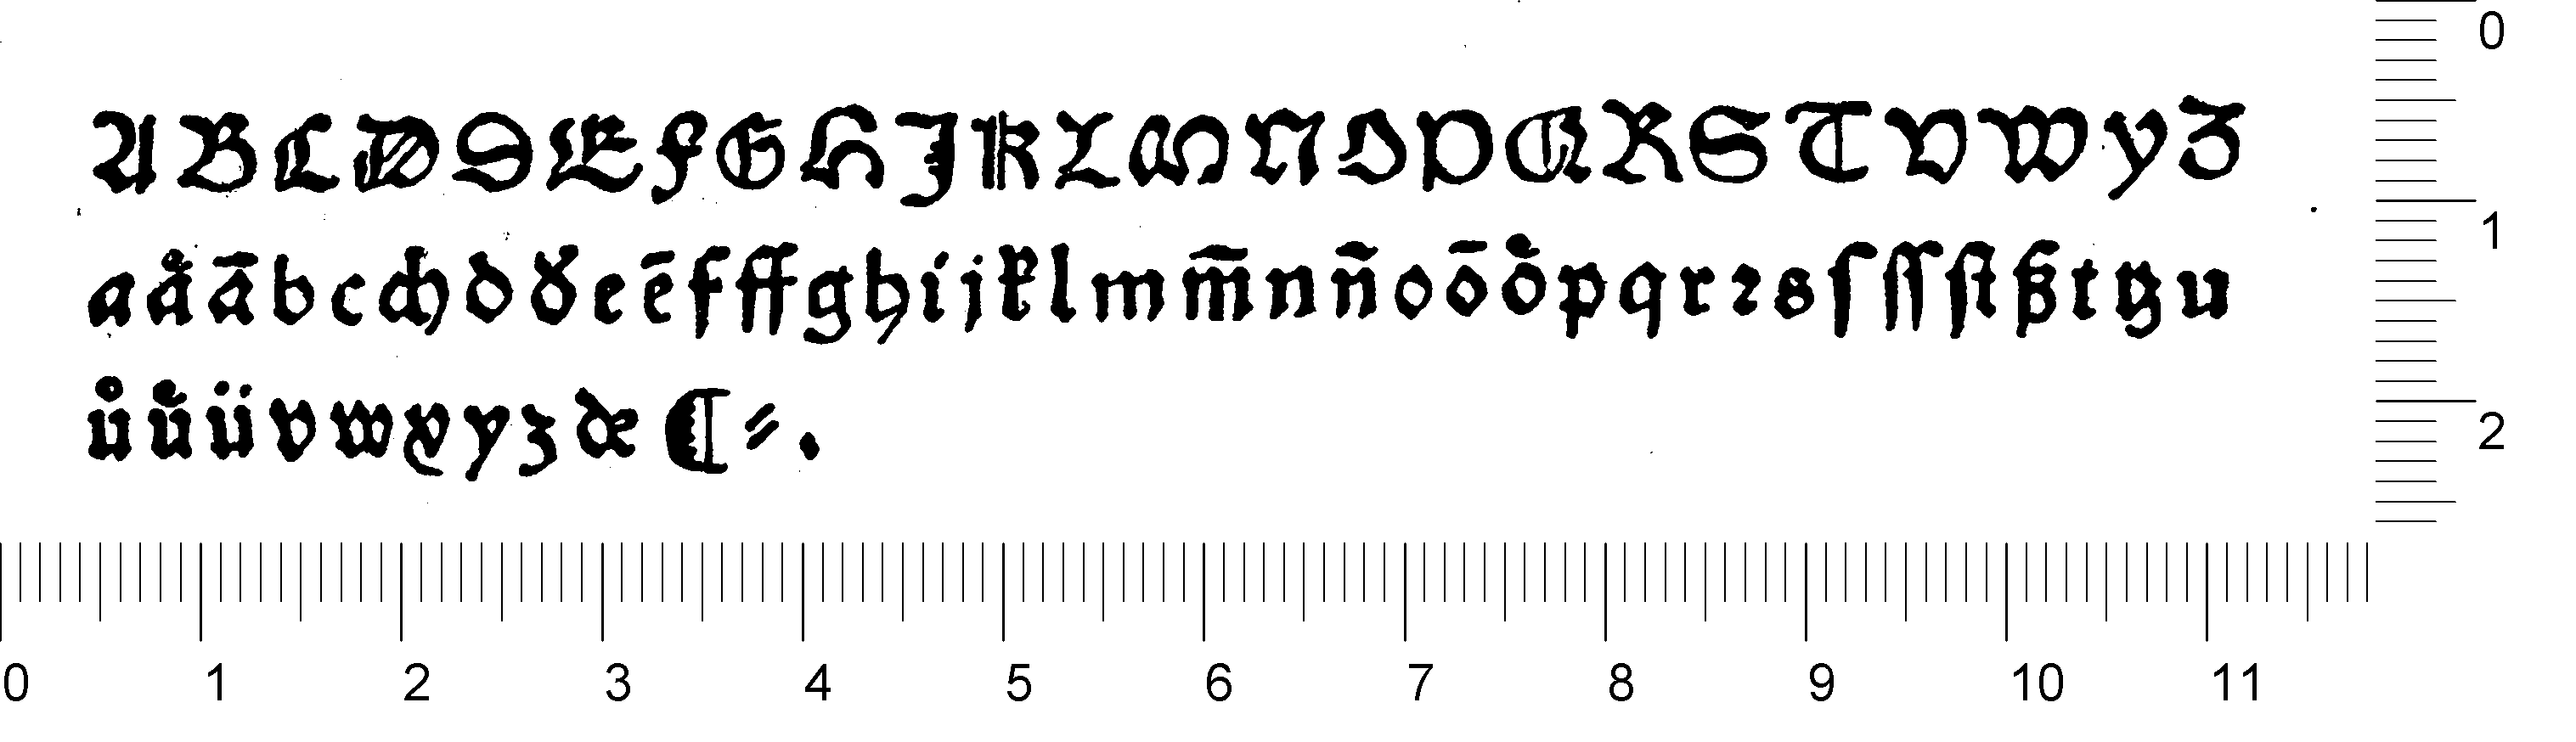 A B C D D E E F G H J K L M N O P Q R S T V W Y Z
a aͤ ā b c ch d dͤ e ē f ff g h i j k l m m̄ n n̄ o ō oͤ p q r ꝛ s ſ ſſ ſt ß t tz u
ů uͤ ü v w x y z de ¶ ⸗ .
0
1
2
0 1 2 3 4 5 6 7 8 9 10 11